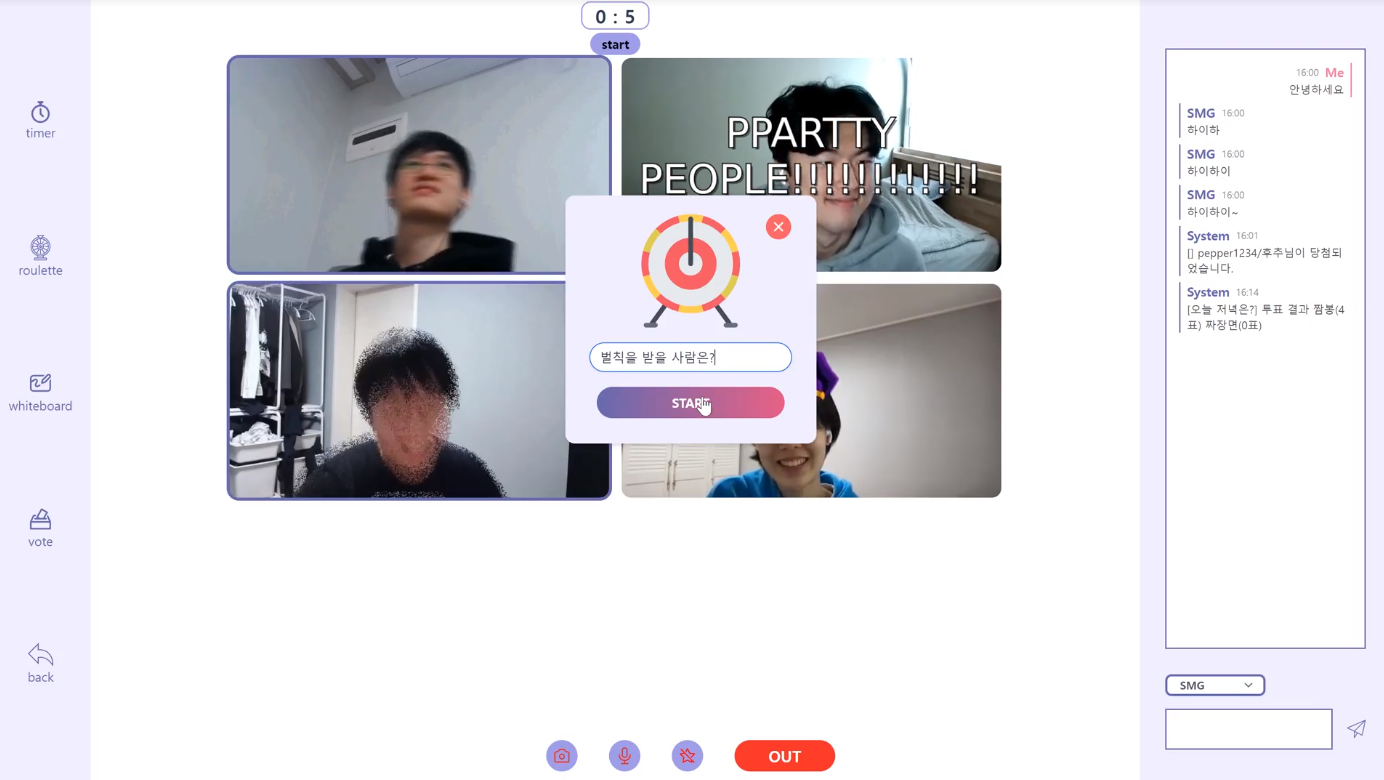 0 : 5
start
timer
roulette
whiteboard
vote
back
PPARTTY
PEOPLE!!!!!!!!!!!!
벌칙을 받을 사람은?
START
OUT
16:00 Me
안녕하세요
SMG 16:00
하이하
SMG 16:00
하이하이
SMG 16:00
하이하이~
System 16:01
[] pepper1234/후주님이 당첨되
었습니다.
System 16:14
[오늘 저녁은?] 투표 결과 짬뽕(4
표) 짜장면(0표)
SMG